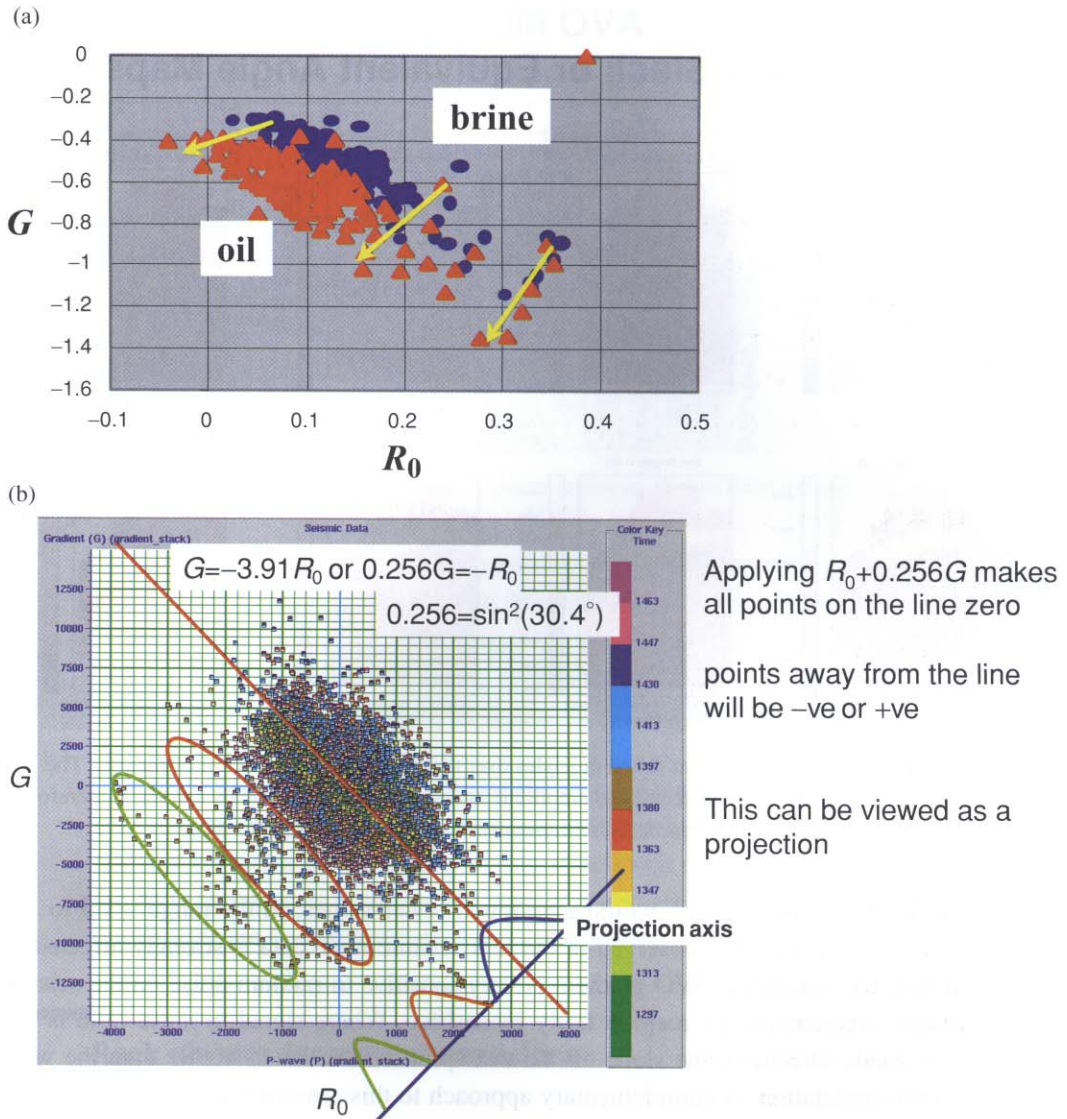 (a)
0
−0.2
−0.4
−0.6
−0.8
−1
−1.2
−1.4
−1.6
G
brine
oil
−0.1 0 0.1 0.2 0.3 0.4 0.5
R0
(b)
Seismic Data
Gradient (G) (gradient_stack)
Color Key
Time
G=−3.91R0 or 0.256G=−R0
0.256=sin²(30.4°)
12500
10000
7500
5000
2500
0
-2500
-5000
-7500
-10000
-12500
G
1463
1447
1430
1413
1397
1380
1363
1347
1313
1297
Applying R0+0.256G makes
all points on the line zero
points away from the line
will be −ve or +ve
This can be viewed as a
projection
Projection axis
-4000 -3000 -2000 -1000 0 1000 2000 3000 4000
P-wave (P) (gradient_stack)
R0